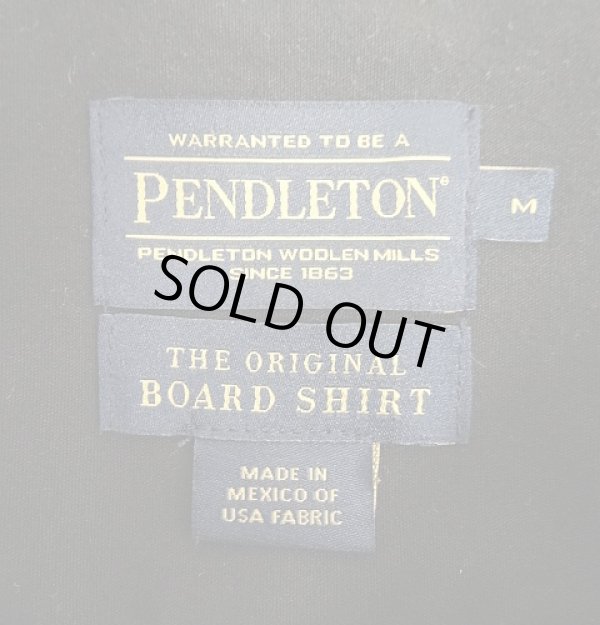 WARRANTED TO BE A
PENDLETON®
M
PENDLETON WOOLEN MILLS
SINCE 1863
SOLD OUT
THE ORIGINAL
BOARD SHIRT
MADE IN
MEXICO OF
USA FABRIC